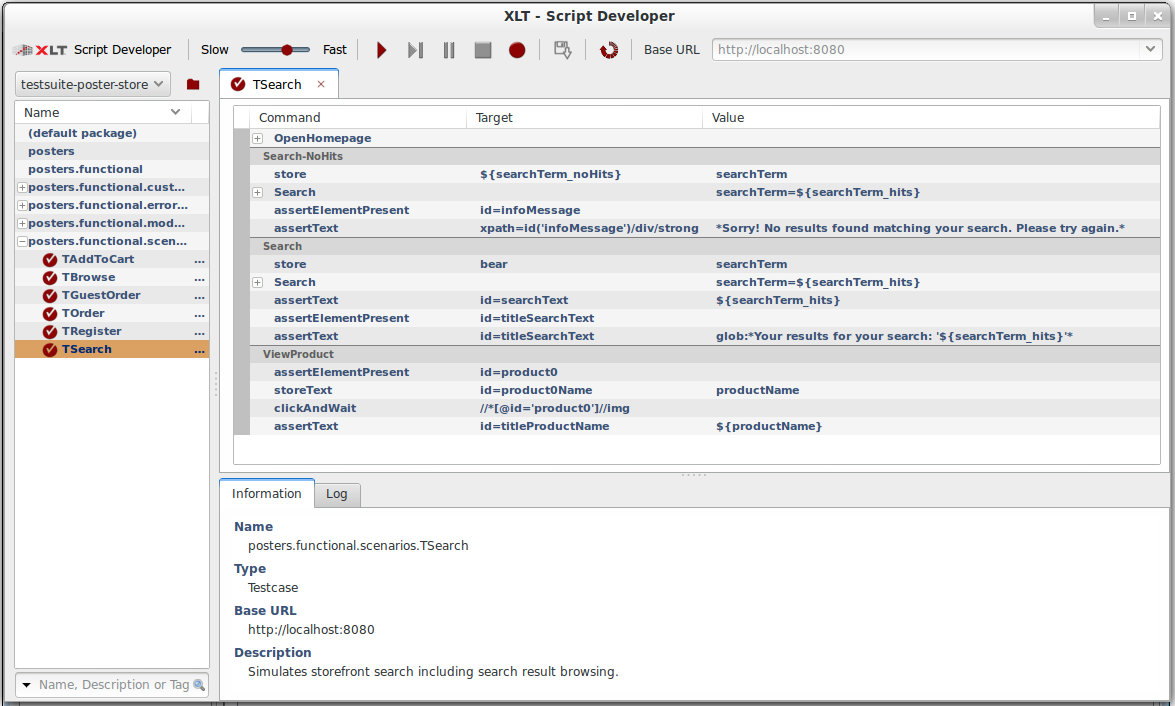 XLT - Script Developer
XLT Script Developer Slow Fast Base URL http://localhost:8080
testsuite-poster-store
TSearch ×
Name
(default package)
posters
posters.functional
posters.functional.cust...
posters.functional.error...
posters.functional.mod...
posters.functional.scen...
TAddToCart ...
TBrowse ...
TGuestOrder ...
TOrder ...
TRegister ...
TSearch ...
Name, Description or Tag
Command Target Value
OpenHomepage
Search-NoHits
store ${searchTerm_noHits} searchTerm
Search searchTerm=${searchTerm_hits}
assertElementPresent id=infoMessage
assertText xpath=id('infoMessage')/div/strong *Sorry! No results found matching your search. Please try again.*
Search
store bear searchTerm
Search searchTerm=${searchTerm_hits}
assertText id=searchText ${searchTerm_hits}
assertElementPresent id=titleSearchText
assertText id=titleSearchText glob:*Your results for your search: '${searchTerm_hits}'*
ViewProduct
assertElementPresent id=product0
storeText id=product0Name productName
clickAndWait //*[@id='product0']//img
assertText id=titleProductName ${productName}
Information Log
Name
posters.functional.scenarios.TSearch
Type
Testcase
Base URL
http://localhost:8080
Description
Simulates storefront search including search result browsing.